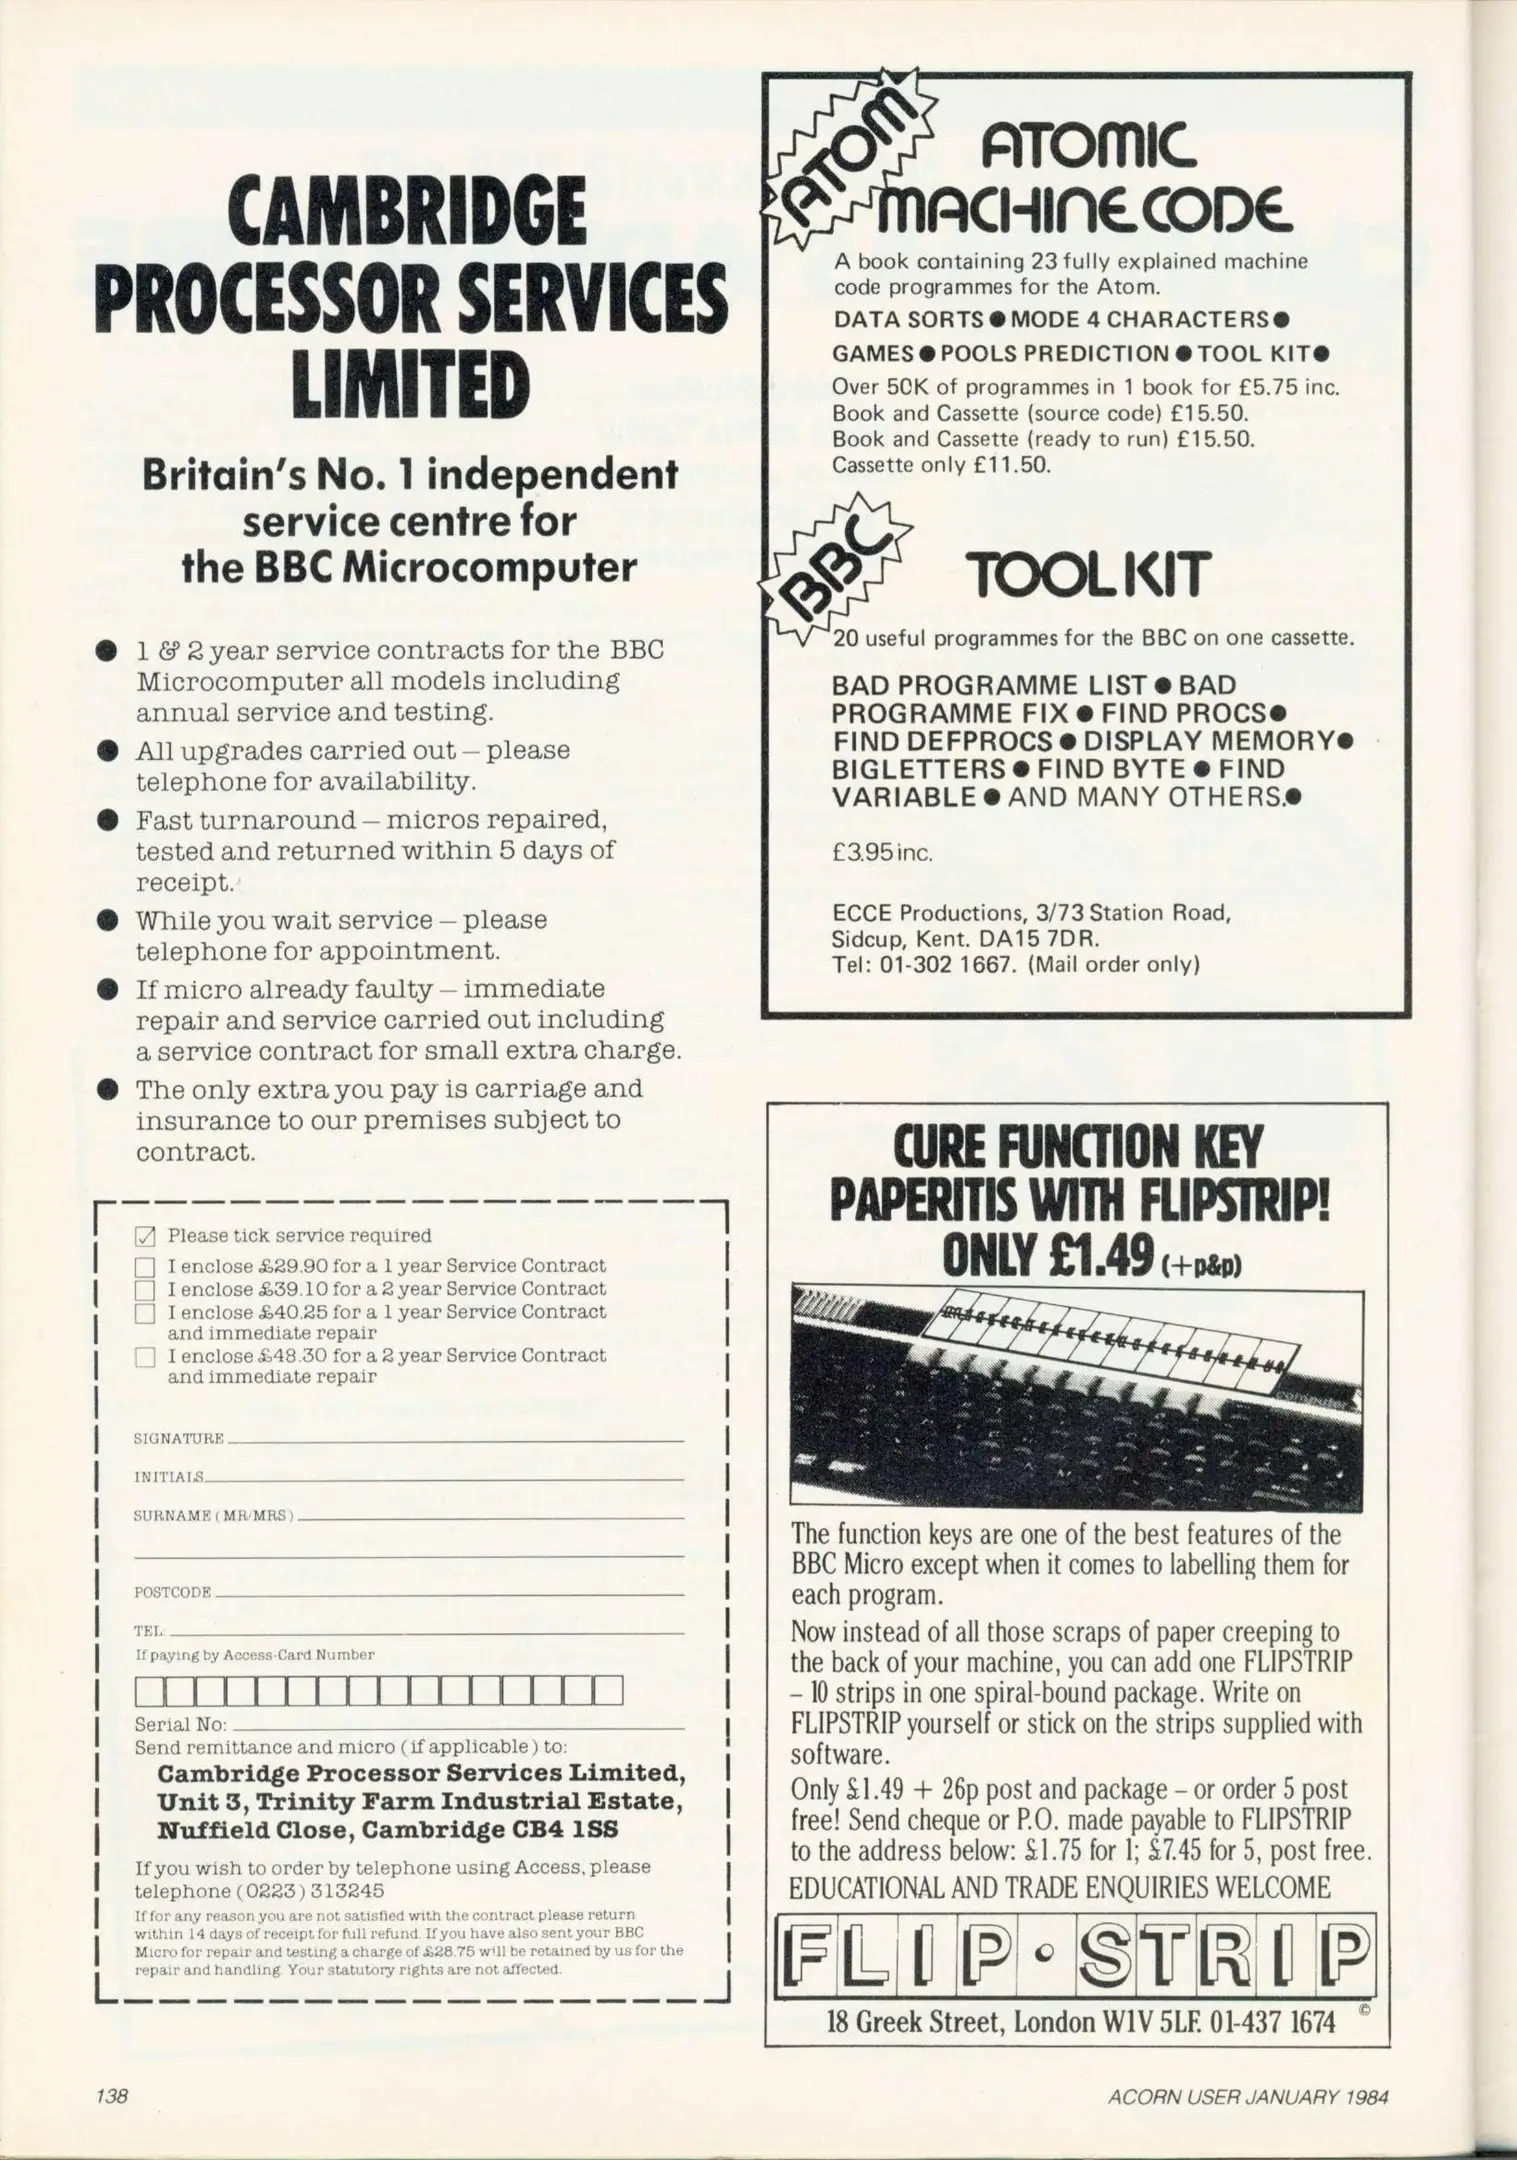 CAMBRIDGE
PROCESSOR SERVICES
LIMITED
Britain's No. 1 independent
service centre for
the BBC Microcomputer
● 1 & 2 year service contracts for the BBC
Microcomputer all models including
annual service and testing.
● All upgrades carried out – please
telephone for availability.
● Fast turnaround – micros repaired,
tested and returned within 5 days of
receipt.
● While you wait service – please
telephone for appointment.
● If micro already faulty – immediate
repair and service carried out including
a service contract for small extra charge.
● The only extra you pay is carriage and
insurance to our premises subject to
contract.
Please tick service required
I enclose £29.90 for a 1 year Service Contract
I enclose £39.10 for a 2 year Service Contract
I enclose £40.25 for a 1 year Service Contract
and immediate repair
I enclose £48.30 for a 2 year Service Contract
and immediate repair
SIGNATURE
INITIALS
SURNAME (MR/MRS)
POSTCODE
TEL:
If paying by Access-Card Number
Serial No:
Send remittance and micro (if applicable) to:
Cambridge Processor Services Limited,
Unit 3, Trinity Farm Industrial Estate,
Nuffield Close, Cambridge CB4 1SS
If you wish to order by telephone using Access, please
telephone (0223) 313245
If for any reason you are not satisfied with the contract please return
within 14 days of receipt for full refund. If you have also sent your BBC
Micro for repair and testing a charge of £28.75 will be retained by us for the
repair and handling. Your statutory rights are not affected.
ATOM
ATOMIC
MACHINE CODE
A book containing 23 fully explained machine
code programmes for the Atom.
DATA SORTS ● MODE 4 CHARACTERS ●
GAMES ● POOLS PREDICTION ● TOOL KIT ●
Over 50K of programmes in 1 book for £5.75 inc.
Book and Cassette (source code) £15.50.
Book and Cassette (ready to run) £15.50.
Cassette only £11.50.
BBC
TOOL KIT
20 useful programmes for the BBC on one cassette.
BAD PROGRAMME LIST ● BAD
PROGRAMME FIX ● FIND PROCS ●
FIND DEFPROCS ● DISPLAY MEMORY ●
BIGLETTERS ● FIND BYTE ● FIND
VARIABLE ● AND MANY OTHERS. ●
£3.95 inc.
ECCE Productions, 3/73 Station Road,
Sidcup, Kent. DA15 7DR.
Tel: 01-302 1667. (Mail order only)
CURE FUNCTION KEY
PAPERITIS WITH FLIPSTRIP!
ONLY £1.49 (+p&p)
The function keys are one of the best features of the
BBC Micro except when it comes to labelling them for
each program.
Now instead of all those scraps of paper creeping to
the back of your machine, you can add one FLIPSTRIP
– 10 strips in one spiral-bound package. Write on
FLIPSTRIP yourself or stick on the strips supplied with
software.
Only £1.49 + 26p post and package – or order 5 post
free! Send cheque or P.O. made payable to FLIPSTRIP
to the address below: £1.75 for 1; £7.45 for 5, post free.
EDUCATIONAL AND TRADE ENQUIRIES WELCOME
FLIP•STRIP
18 Greek Street, London W1V 5LF. 01-437 1674 ©
138
ACORN USER JANUARY 1984